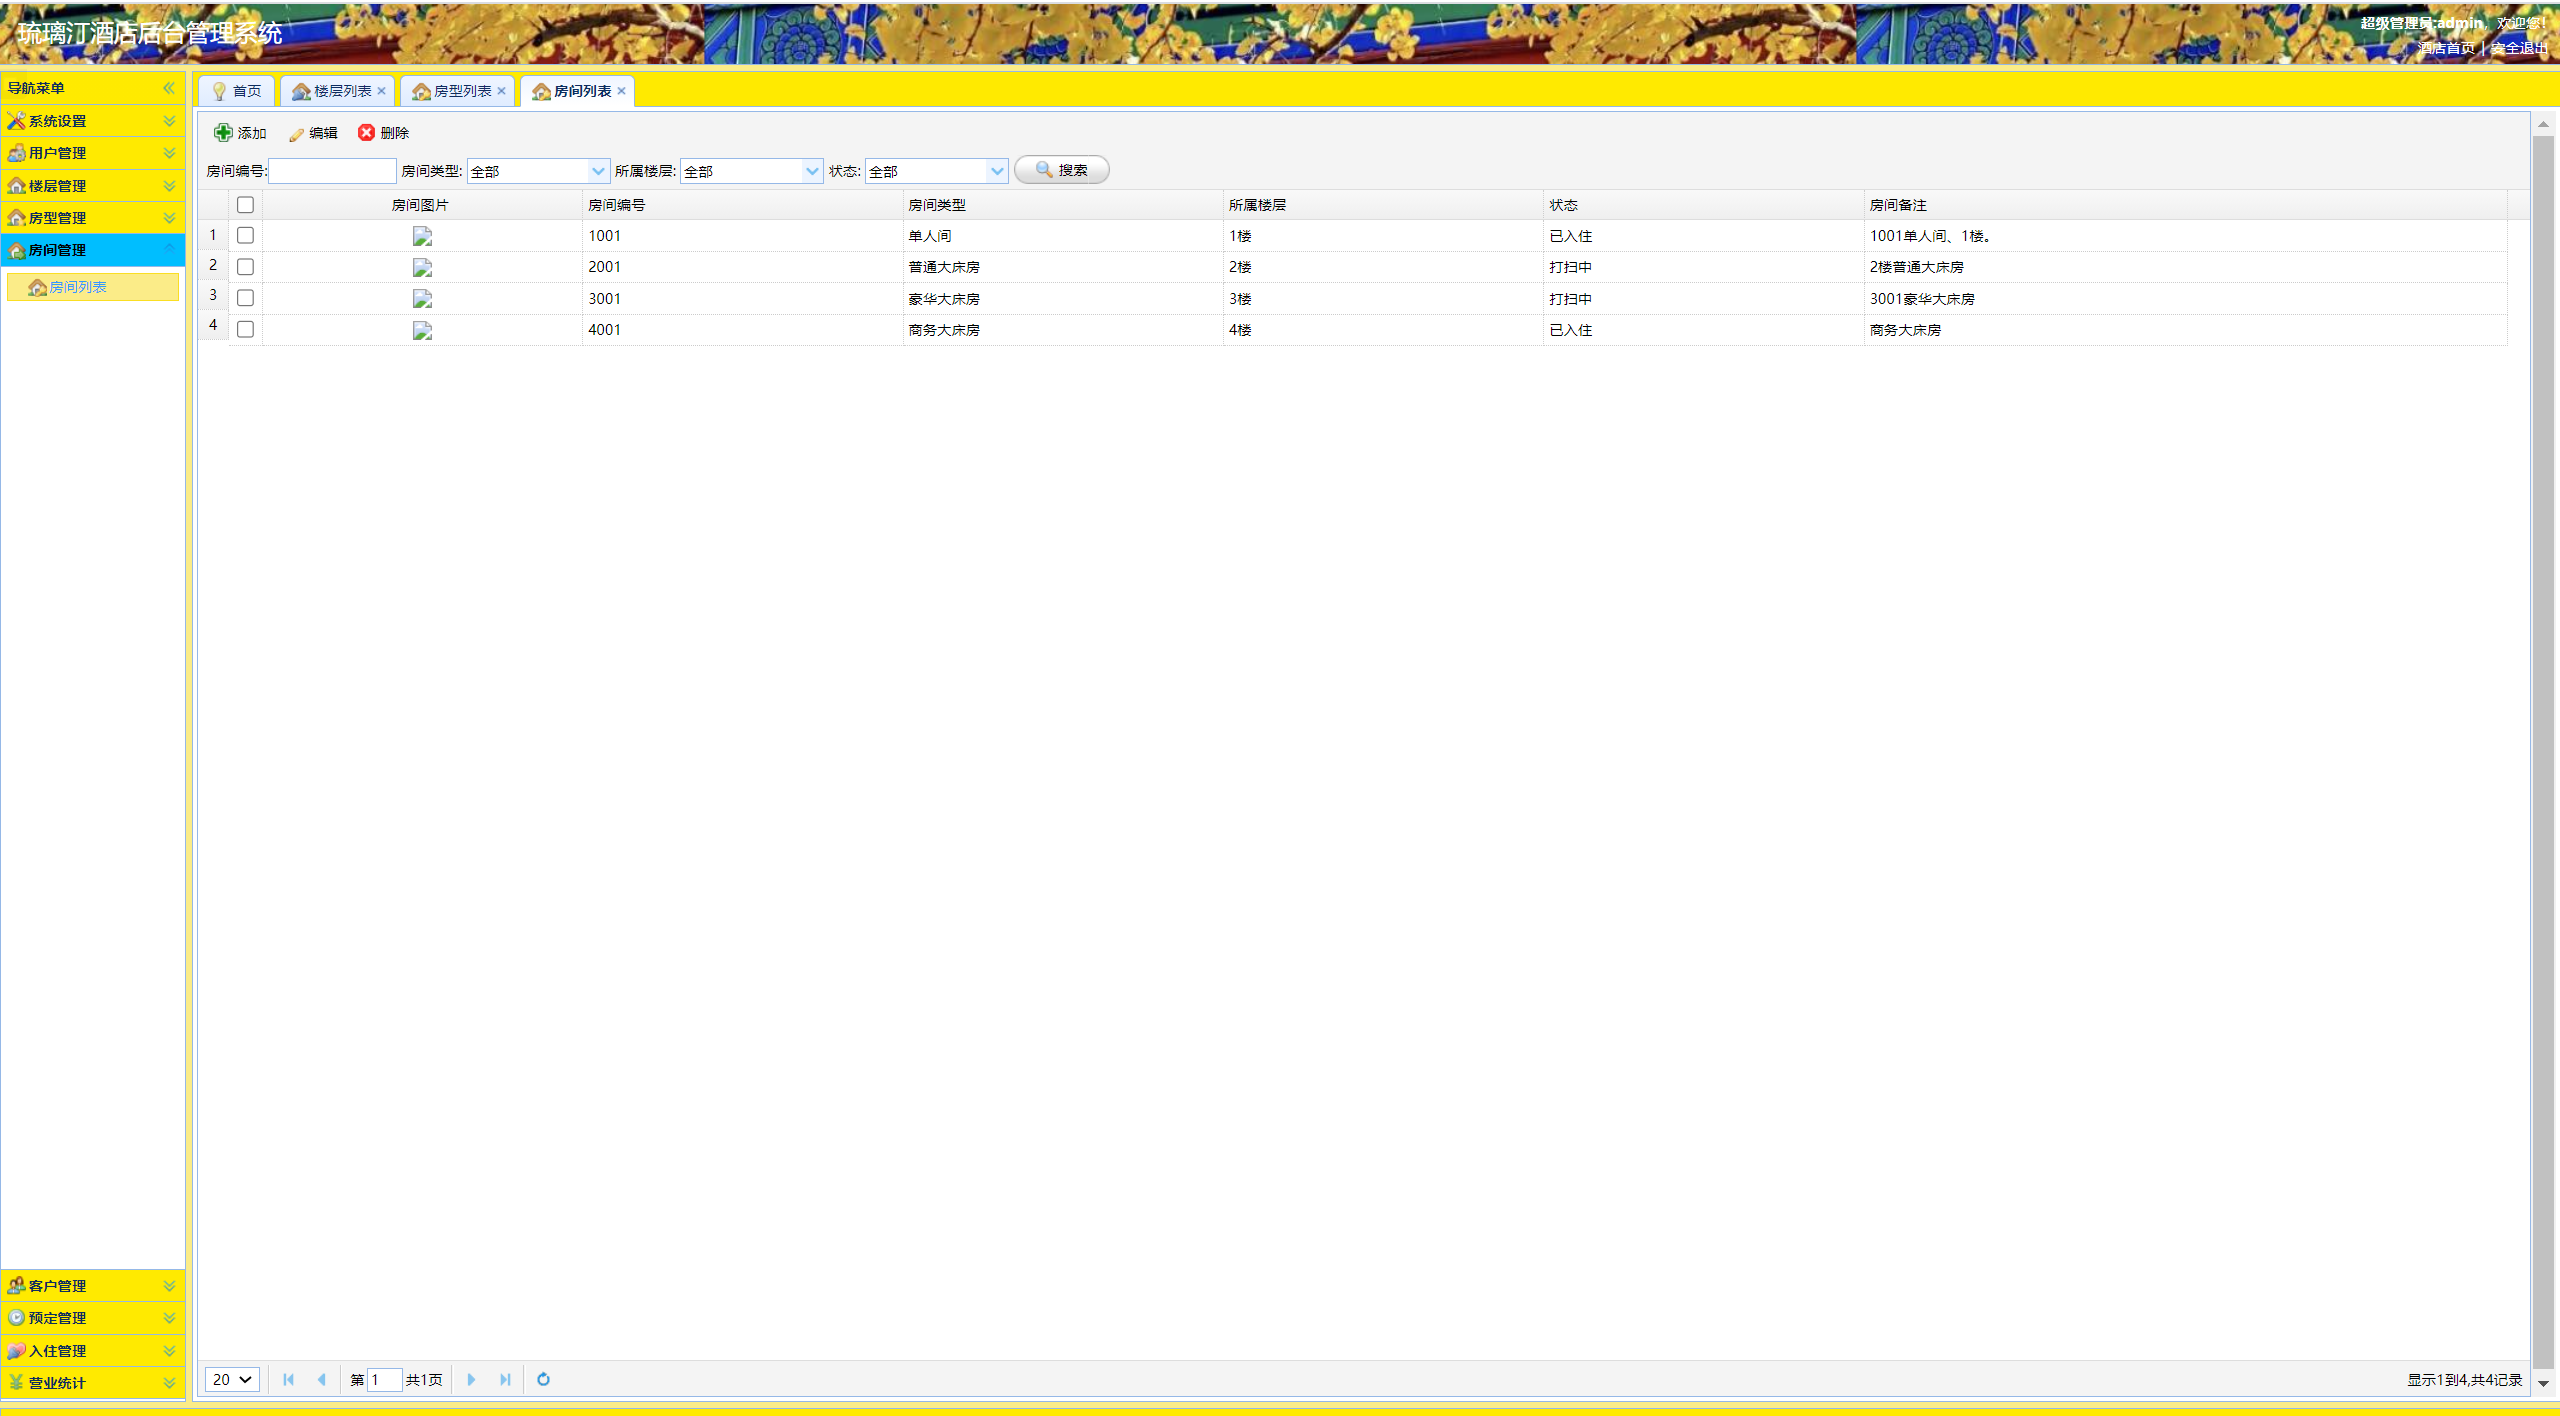 琉璃汀酒店后台管理系统
超级管理员:admin，欢迎您!
酒店首页 | 安全退出
导航菜单
系统设置
用户管理
楼层管理
房型管理
房间管理
房间列表
客户管理
预定管理
入住管理
营业统计
首页 楼层列表 房型列表 房间列表
添加 编辑 删除
房间编号: 房间类型: 全部 所属楼层: 全部 状态: 全部 搜索
房间图片 房间编号 房间类型 所属楼层 状态 房间备注
1 1001 单人间 1楼 已入住 1001单人间、1楼。
2 2001 普通大床房 2楼 打扫中 2楼普通大床房
3 3001 豪华大床房 3楼 打扫中 3001豪华大床房
4 4001 商务大床房 4楼 已入住 商务大床房
20 第 1 共1页 显示1到4,共4记录